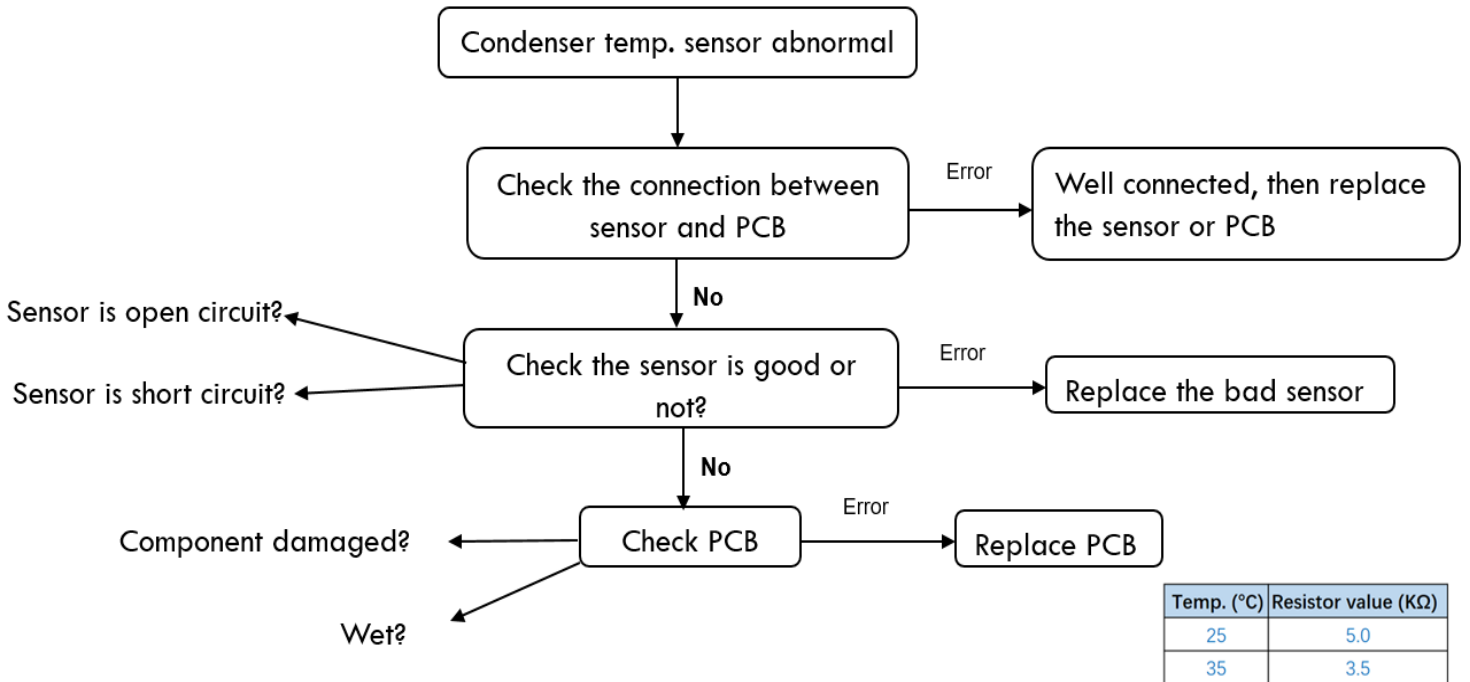 Condenser temp. sensor abnormal
Check the connection between
sensor and PCB
Error
Well connected, then replace
the sensor or PCB
No
Sensor is open circuit?
Sensor is short circuit?
Check the sensor is good or
not?
Error
Replace the bad sensor
No
Component damaged?
Wet?
Check PCB
Error
Replace PCB
Temp. (°C) Resistor value (KΩ)
25 5.0
35 3.5